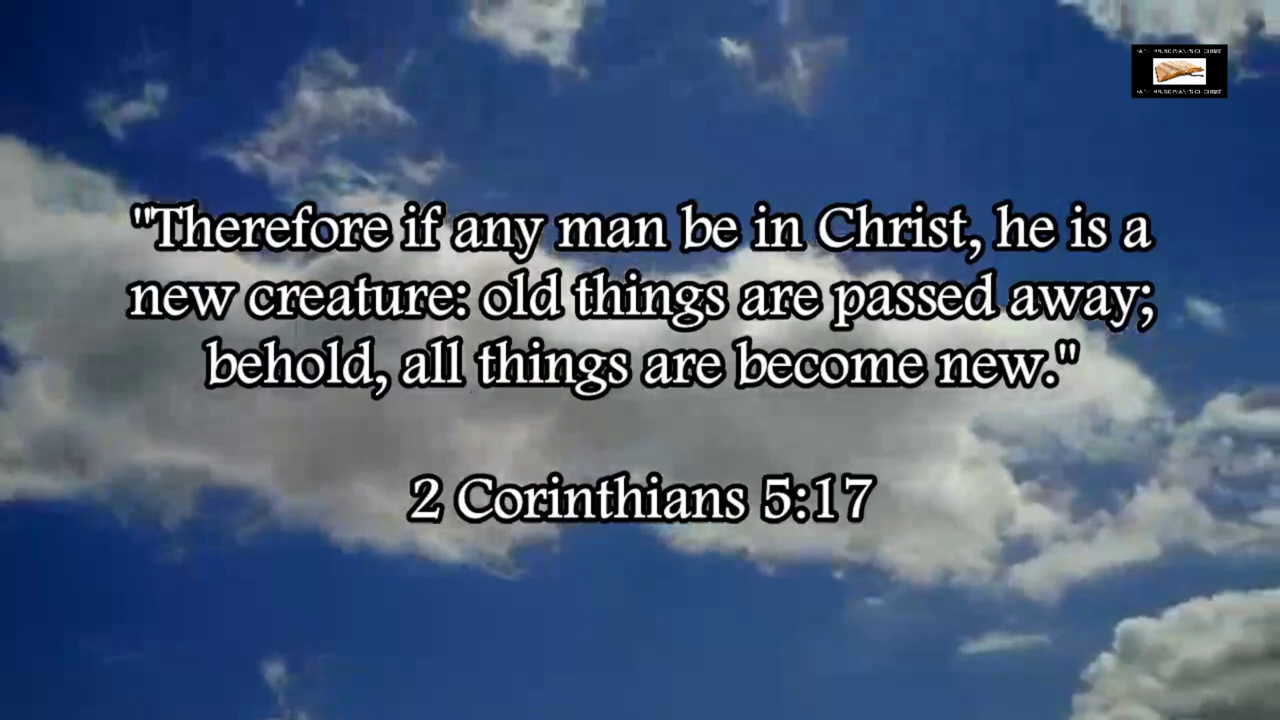 "Therefore if any man be in Christ, he is a
new creature: old things are passed away;
behold, all things are become new."
2 Corinthians 5:17